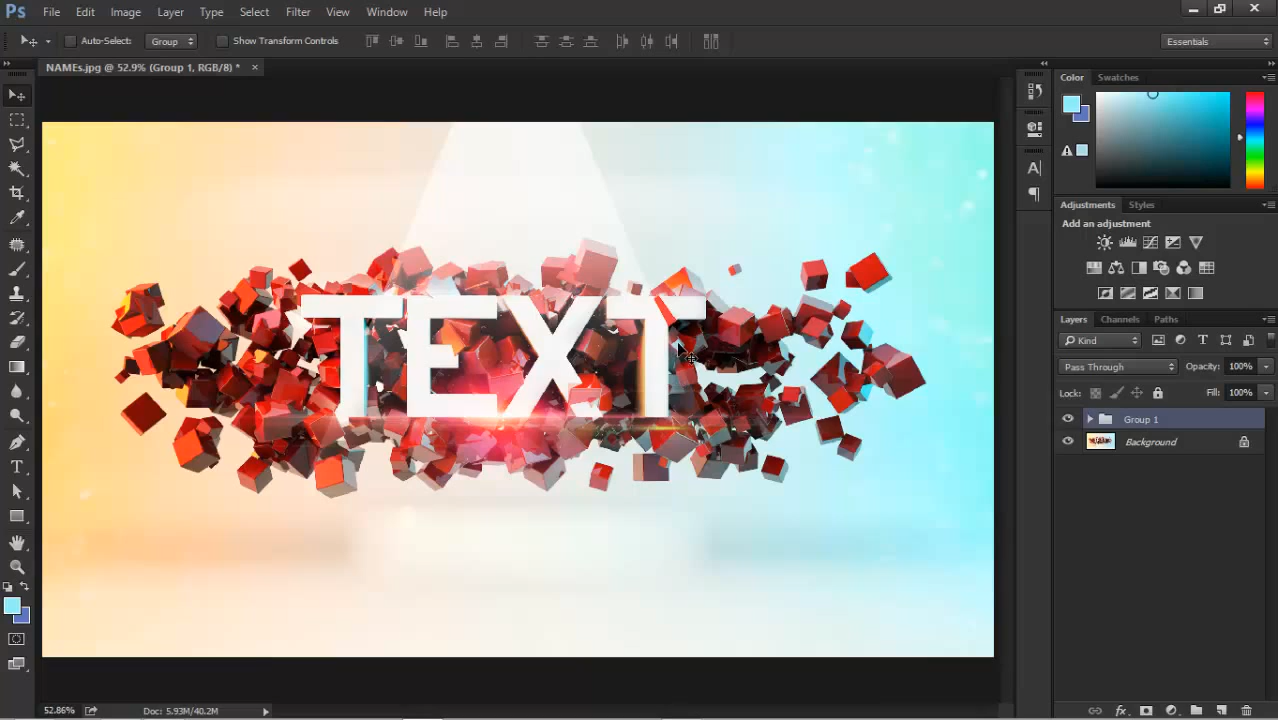 Ps File Edit Image Layer Type Select Filter View Window Help
Auto-Select: Group Show Transform Controls Essentials
NAMEs.jpg @ 52.9% (Group 1, RGB/8) * ×
Color Swatches
Adjustments Styles
Add an adjustment
TEXT
Layers Channels Paths
Kind
Pass Through Opacity: 100%
Lock: Fill: 100%
Group 1
Background
52.86% Doc: 5.93M/40.2M